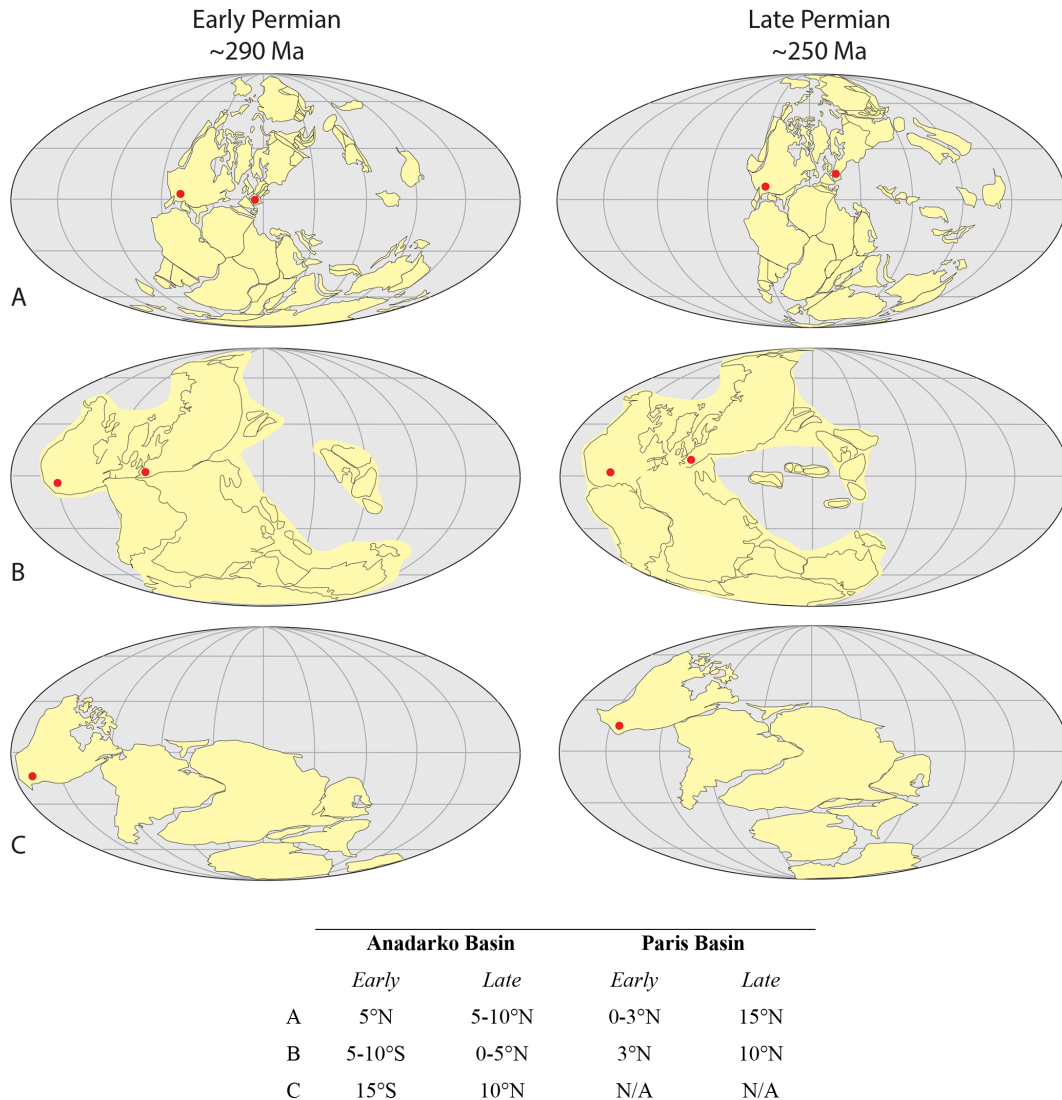 Early Permian
~290 Ma
Late Permian
~250 Ma
A
B
C
Anadarko Basin Paris Basin
Early Late Early Late
A 5°N 5-10°N 0-3°N 15°N
B 5-10°S 0-5°N 3°N 10°N
C 15°S 10°N N/A N/A